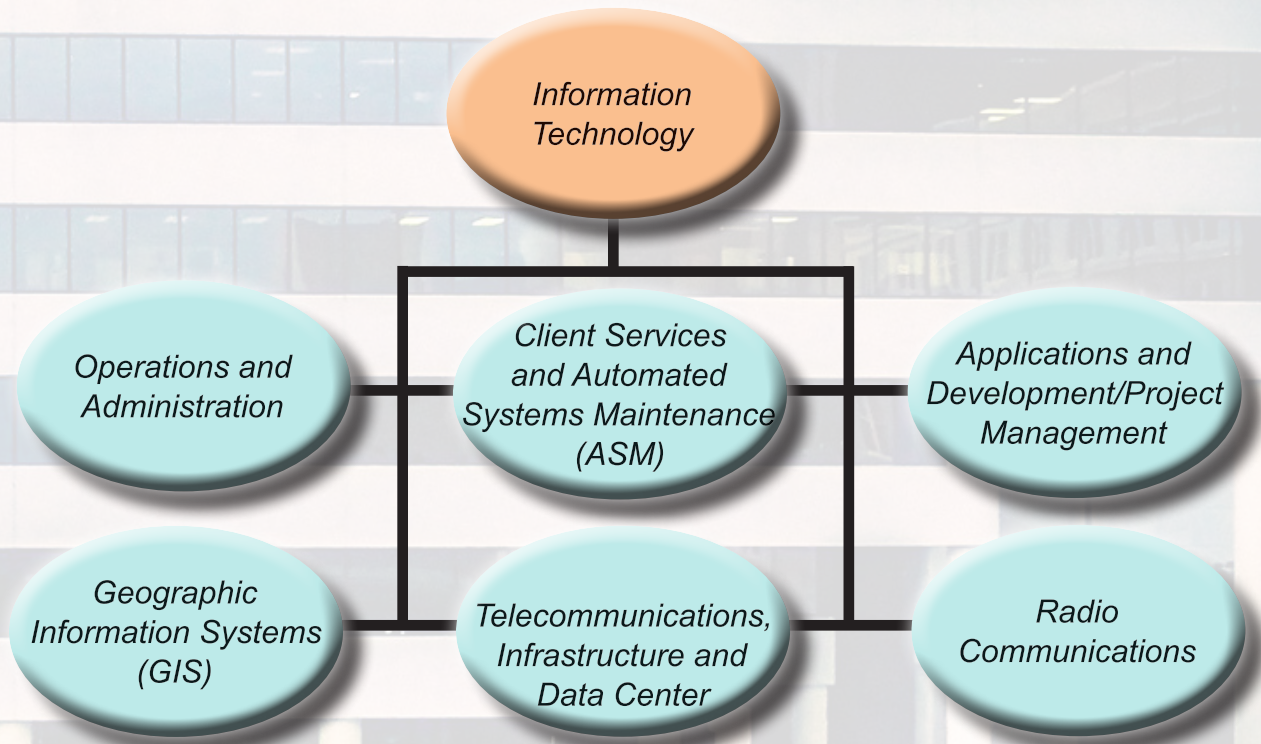 Information
Technology
Operations and
Administration
Client Services
and Automated
Systems Maintenance
(ASM)
Applications and
Development/Project
Management
Geographic
Information Systems
(GIS)
Telecommunications,
Infrastructure and
Data Center
Radio
Communications